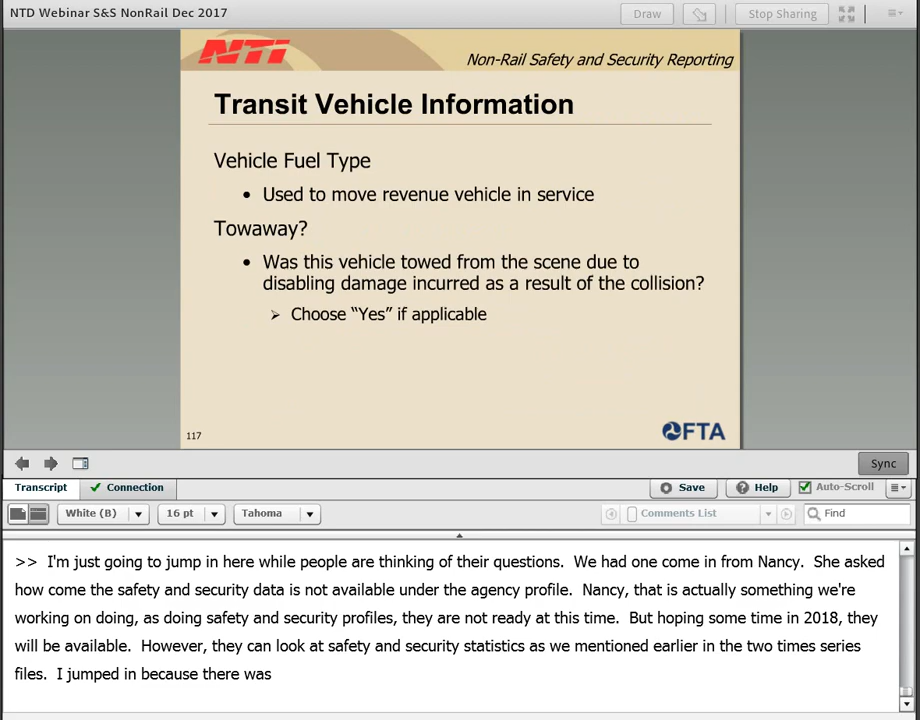 NTD Webinar S&S NonRail Dec 2017
Draw
Stop Sharing
NTI
Non-Rail Safety and Security Reporting
Transit Vehicle Information
Vehicle Fuel Type
• Used to move revenue vehicle in service
Towaway?
• Was this vehicle towed from the scene due to
disabling damage incurred as a result of the collision?
➢ Choose “Yes” if applicable
117
FTA
Sync
Transcript
Connection
Save
Help
Auto-Scroll
White (B)
16 pt
Tahoma
Comments List
Find
>> I'm just going to jump in here while people are thinking of their questions. We had one come in from Nancy. She asked
how come the safety and security data is not available under the agency profile. Nancy, that is actually something we're
working on doing, as doing safety and security profiles, they are not ready at this time. But hoping some time in 2018, they
will be available. However, they can look at safety and security statistics as we mentioned earlier in the two times series
files. I jumped in because there was